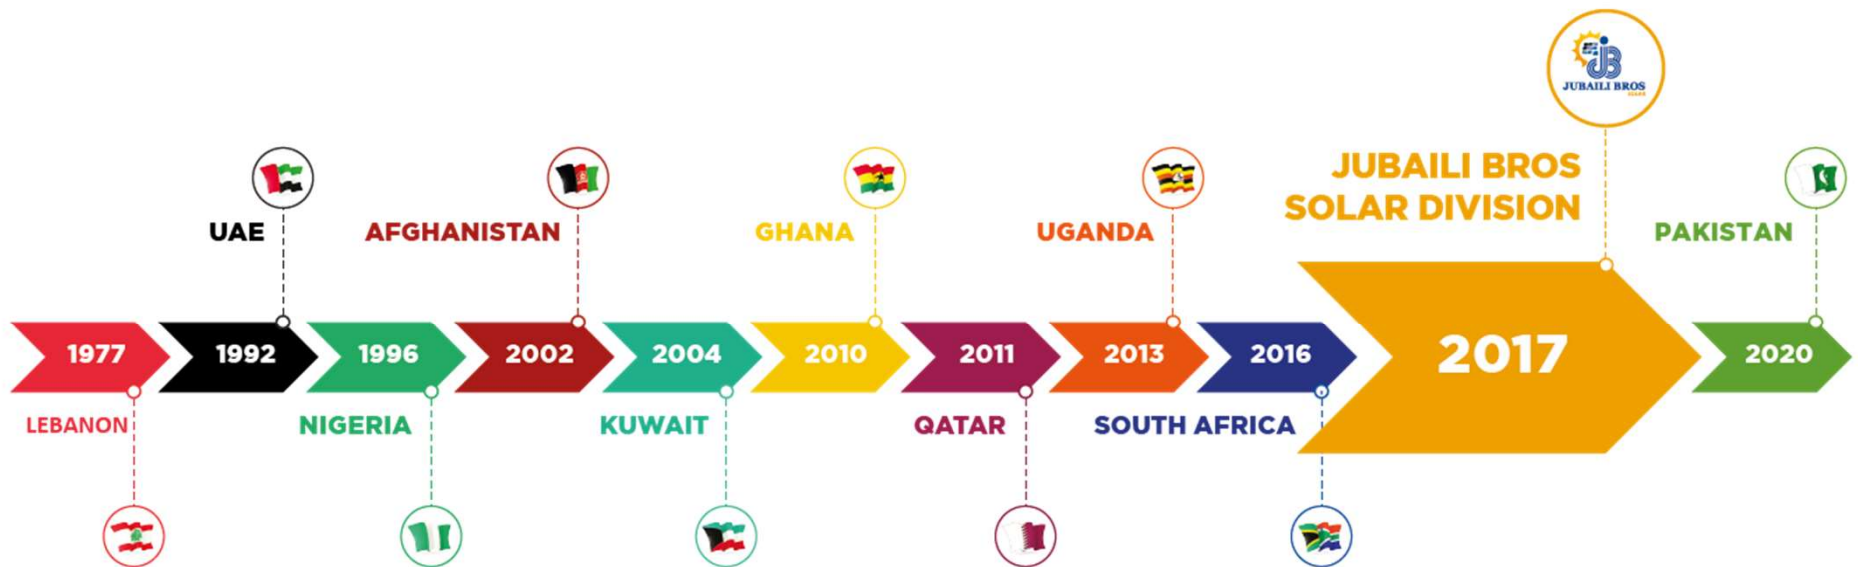 JUBAILI BROS
SOLAR
JUBAILI BROS
SOLAR DIVISION
UAE
AFGHANISTAN
GHANA
UGANDA
PAKISTAN
1977
1992
1996
2002
2004
2010
2011
2013
2016
2017
2020
LEBANON
NIGERIA
KUWAIT
QATAR
SOUTH AFRICA